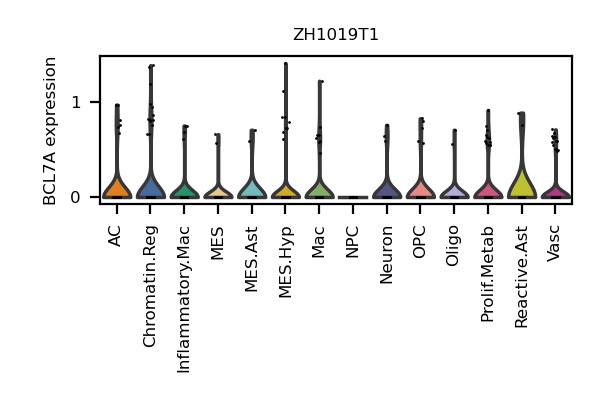 ZH1019T1
BCL7A expression
1
0
AC
Chromatin.Reg
Inflammatory.Mac
MES
MES.Ast
MES.Hyp
Mac
NPC
Neuron
OPC
Oligo
Prolif.Metab
Reactive.Ast
Vasc